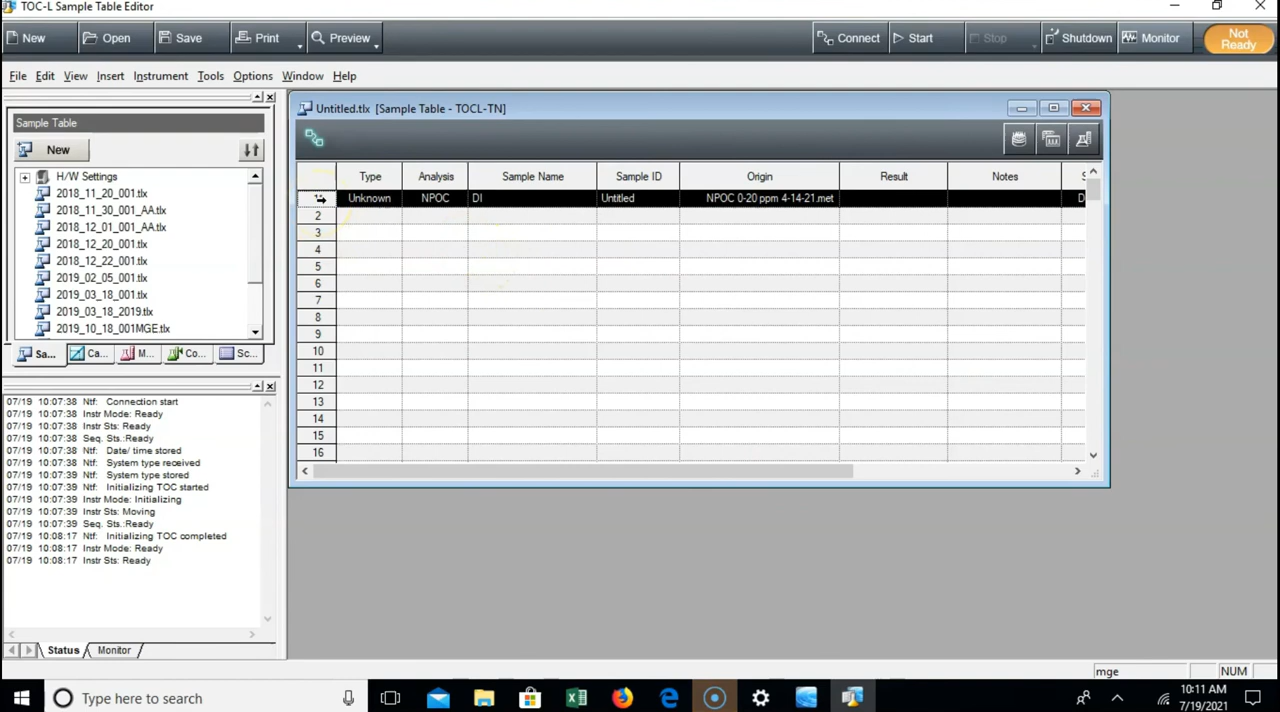 TOC-L Sample Table Editor
New Open Save Print Preview Connect Start Stop Shutdown Monitor Not Ready
File Edit View Insert Instrument Tools Options Window Help
Sample Table
New
H/W Settings
2018_11_20_001.tlx
2018_11_30_001_AA.tlx
2018_12_01_001_AA.tlx
2018_12_20_001.tlx
2018_12_22_001.tlx
2019_02_05_001.tlx
2019_03_18_001.tlx
2019_03_18_2019.tlx
2019_10_18_001MGE.tlx
Sa... Ca... M... Co... Sc...
07/19 10:07:38 Ntf: Connection start
07/19 10:07:38 Instr Mode: Ready
07/19 10:07:38 Instr Sts: Ready
07/19 10:07:38 Seq. Sts.:Ready
07/19 10:07:38 Ntf: Date/ time stored
07/19 10:07:38 Ntf: System type received
07/19 10:07:39 Ntf: System type stored
07/19 10:07:39 Ntf: Initializing TOC started
07/19 10:07:39 Instr Mode: Initializing
07/19 10:07:39 Instr Sts: Moving
07/19 10:07:39 Seq. Sts.:Ready
07/19 10:08:17 Ntf: Initializing TOC completed
07/19 10:08:17 Instr Mode: Ready
07/19 10:08:17 Instr Sts: Ready
Status Monitor
Untitled.tlx [Sample Table - TOCL-TN]
Type Analysis Sample Name Sample ID Origin Result Notes
Unknown NPOC DI Untitled NPOC 0-20 ppm 4-14-21.met D
2
3
4
5
6
7
8
9
10
11
12
13
14
15
16
mge NUM
Type here to search
10:11 AM
7/19/2021